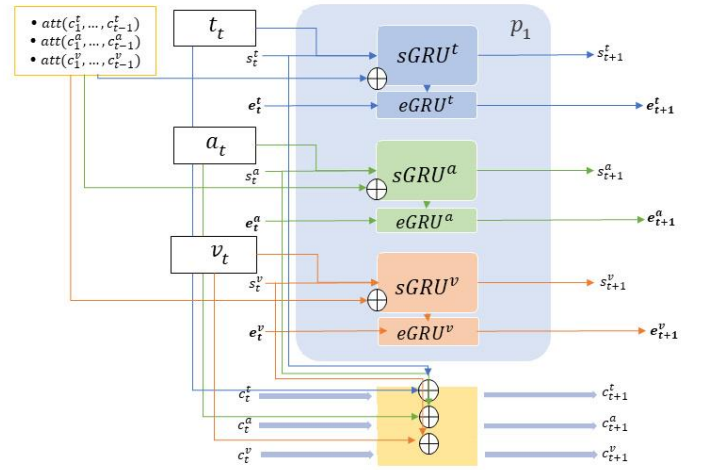 • att(c₁ᵗ, ..., cₜ₋₁ᵗ)
• att(c₁ᵃ, ..., cₜ₋₁ᵃ)
• att(c₁ᵛ, ..., cₜ₋₁ᵛ)
tₜ
p₁
sₜᵗ
sGRUᵗ
sₜ₊₁ᵗ
eₜᵗ
eGRUᵗ
eₜ₊₁ᵗ
aₜ
sₜᵃ
sGRUᵃ
sₜ₊₁ᵃ
eₜᵃ
eGRUᵃ
eₜ₊₁ᵃ
vₜ
sₜᵛ
sGRUᵛ
sₜ₊₁ᵛ
eₜᵛ
eGRUᵛ
eₜ₊₁ᵛ
cₜᵗ
cₜ₊₁ᵗ
cₜᵃ
cₜ₊₁ᵃ
cₜᵛ
cₜ₊₁ᵛ